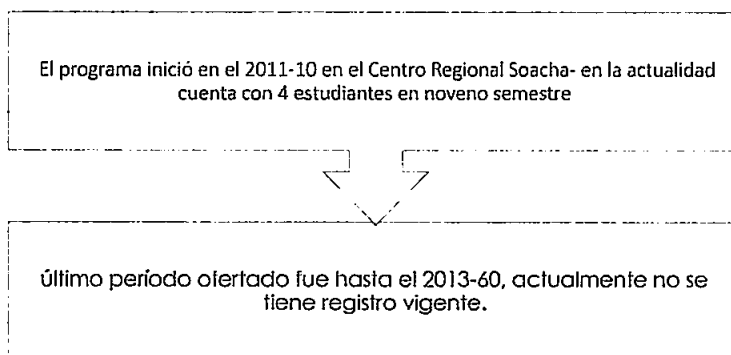 El programa inició en el 2011-10 en el Centro Regional Soacha- en la actualidad
cuenta con 4 estudiantes en noveno semestre
último período ofertado fue hasta el 2013-60, actualmente no se
tiene registro vigente.